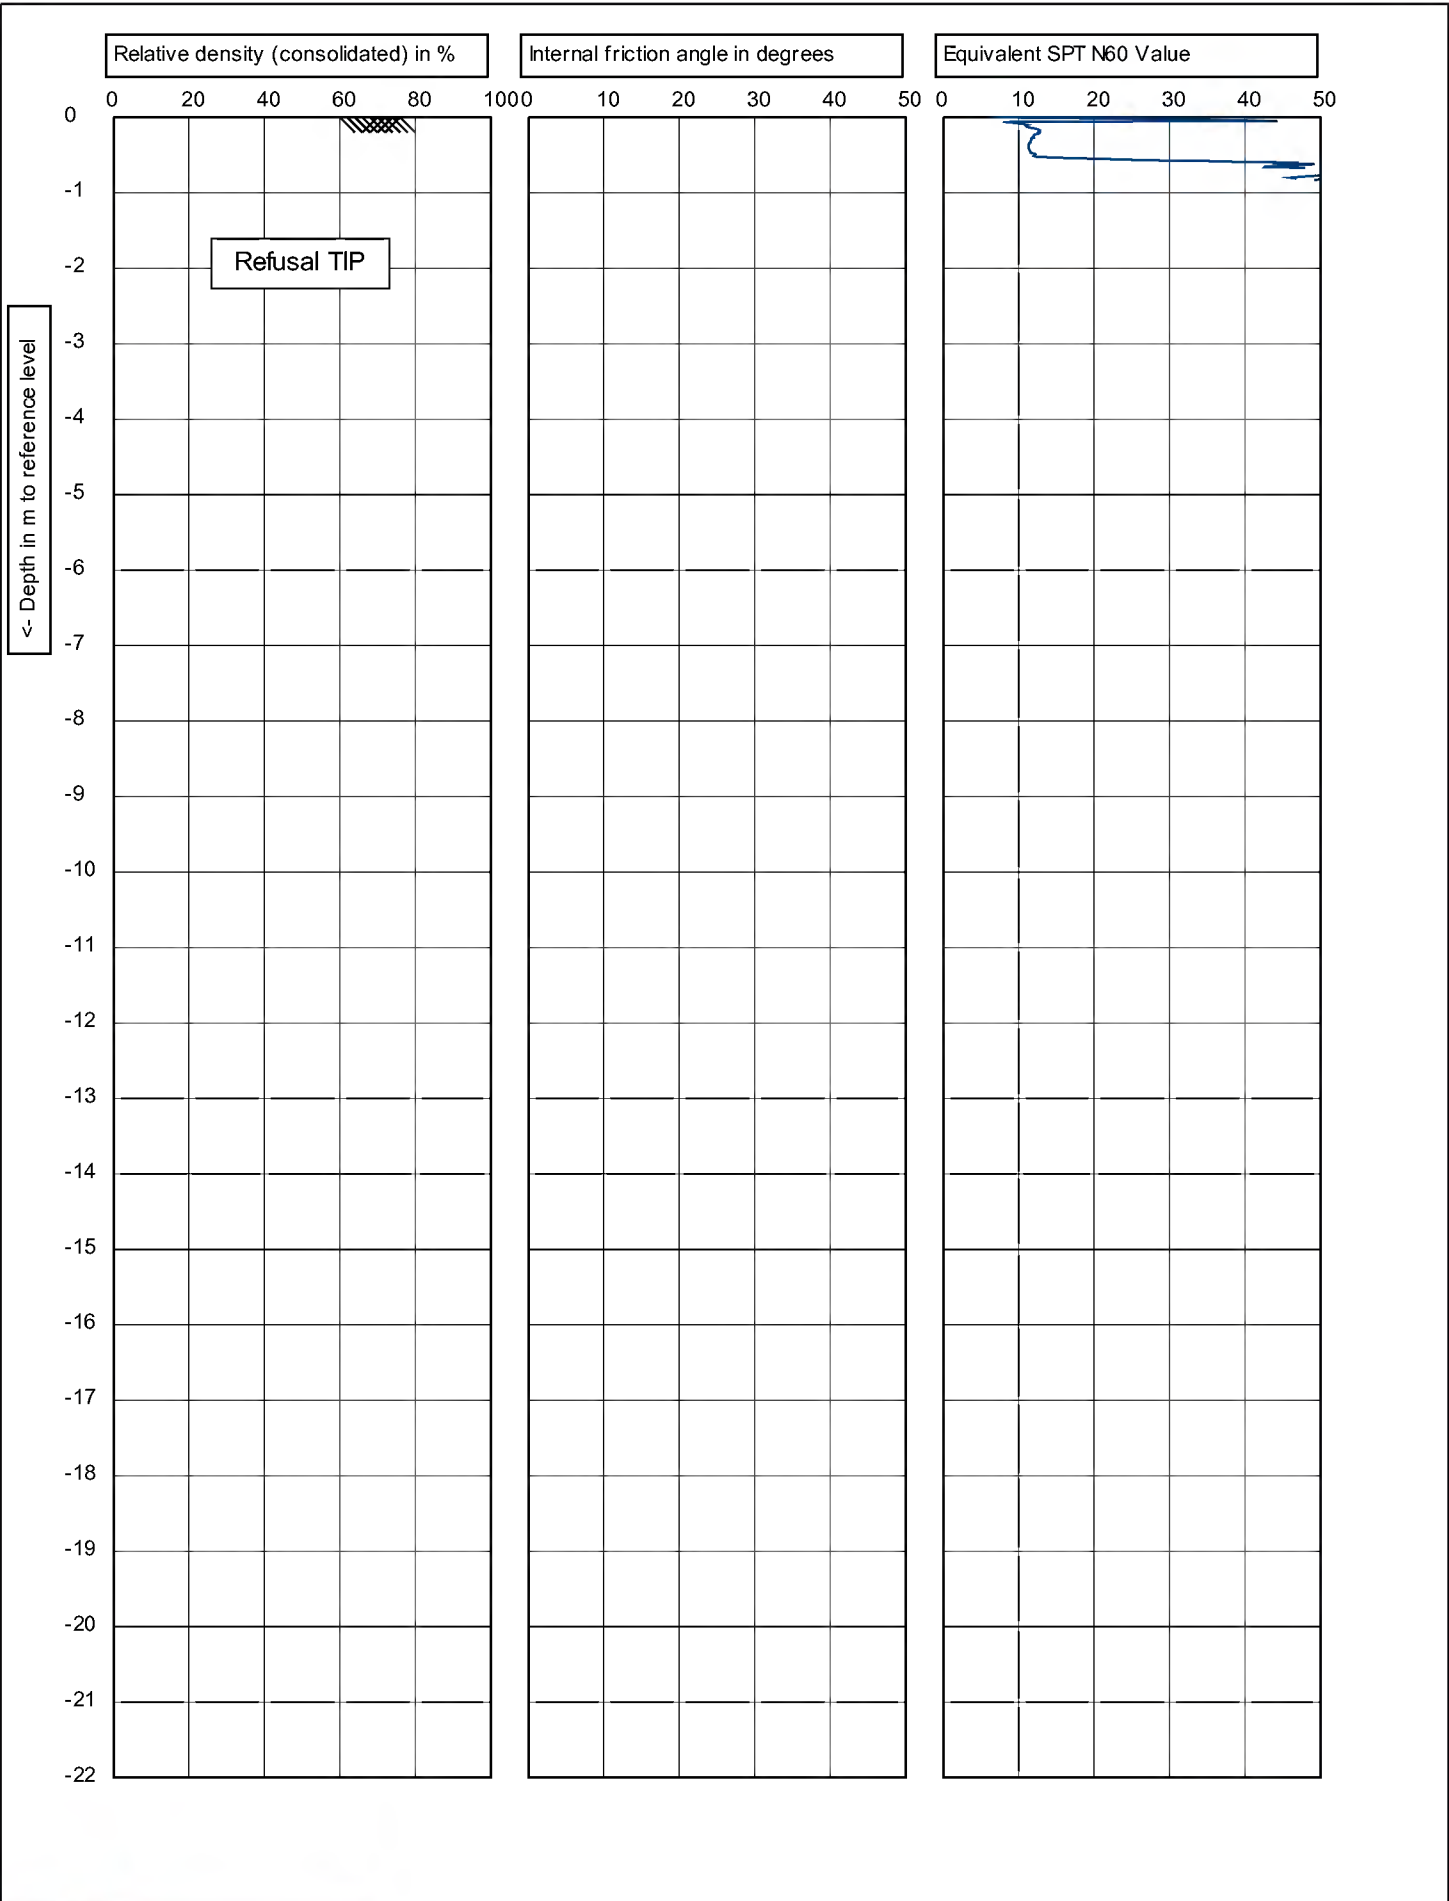 Relative density (consolidated) in %
Internal friction angle in degrees
Equivalent SPT N60 Value
0 20 40 60 80 100
0 10 20 30 40 50
0 10 20 30 40 50
0
-1
-2
-3
-4
-5
-6
-7
-8
-9
-10
-11
-12
-13
-14
-15
-16
-17
-18
-19
-20
-21
-22
Refusal TIP
<- Depth in m to reference level